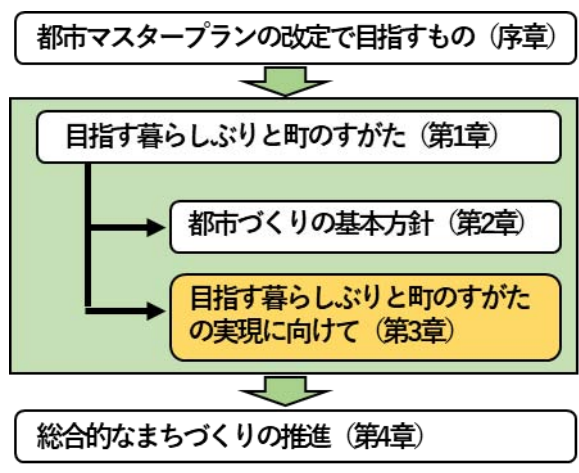 都市マスタープランの改定で目指すもの（序章）
目指す暮らしぶりと町のすがた（第1章）
都市づくりの基本方針（第2章）
目指す暮らしぶりと町のすがた
の実現に向けて（第3章）
総合的なまちづくりの推進（第4章）